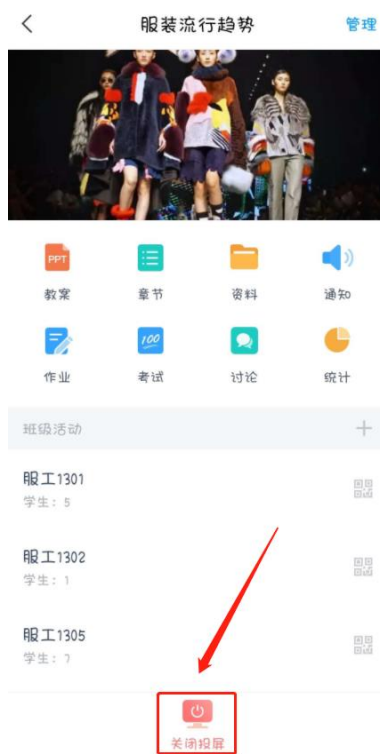 服装流行趋势 管理
PPT
教案 章节 资料 通知
100
作业 考试 讨论 统计
班级活动
服工1301
学生：5
服工1302
学生：1
服工1305
学生：7
关闭投屏